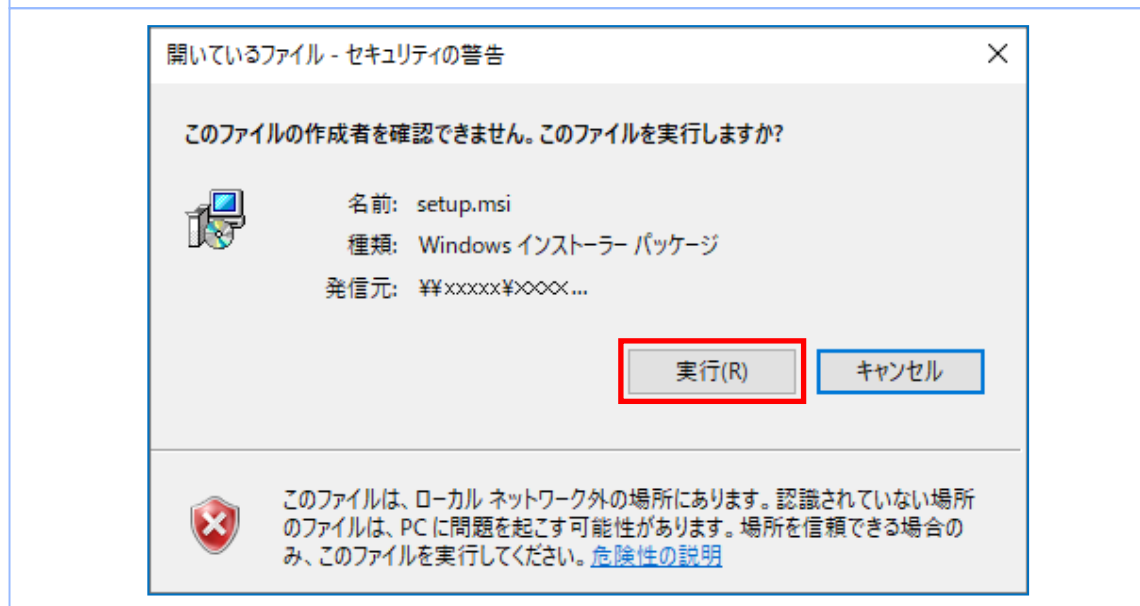 開いているファイル - セキュリティの警告
このファイルの作成者を確認できません。このファイルを実行しますか?
名前: setup.msi
種類: Windows インストーラー パッケージ
発信元: ¥¥xxxxx¥xxxx...
実行(R) キャンセル
このファイルは、ローカル ネットワーク外の場所にあります。認識されていない場所
のファイルは、PC に問題を起こす可能性があります。場所を信頼できる場合の
み、このファイルを実行してください。危険性の説明